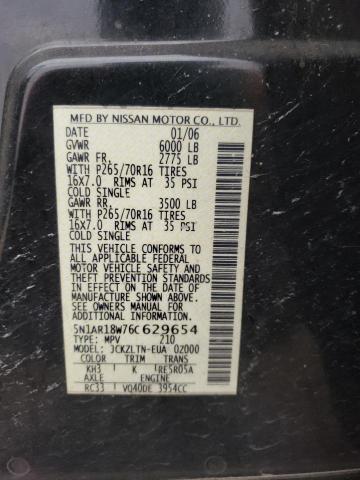 MFD BY NISSAN MOTOR CO., LTD.
DATE 01/06
GVWR 6000 LB
GAWR FR. 2775 LB
WITH P265/70R16 TIRES
16X7.0 RIMS AT 35 PSI
COLD SINGLE
GAWR RR. 3500 LB
WITH P265/70R16 TIRES
16X7.0 RIMS AT 35 PSI
COLD SINGLE
THIS VEHICLE CONFORMS TO
ALL APPLICABLE FEDERAL
MOTOR VEHICLE SAFETY
STANDARDS IN EFFECT ON
THE DATE OF MANUFACTURE
SHOWN ABOVE.
SEE OWNERS MANUAL FOR
ADDITIONAL INFORMATION.
5N1AR18W76C629654
TYPE: MPV 210
MODEL: JCKZLTN-EUA 02000
COLOR TRIM TRANS
KH3 K RE5R05A
AXLE ENGINE
RC33 VQ40DE 3954CC